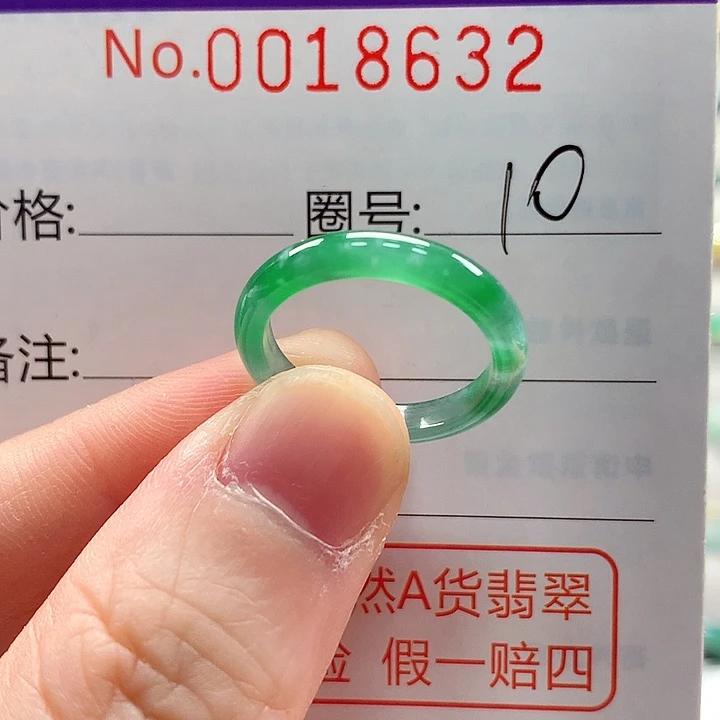 No.0018632
价格: 圈号: 10
备注:
然A货翡翠
验 假一赔四